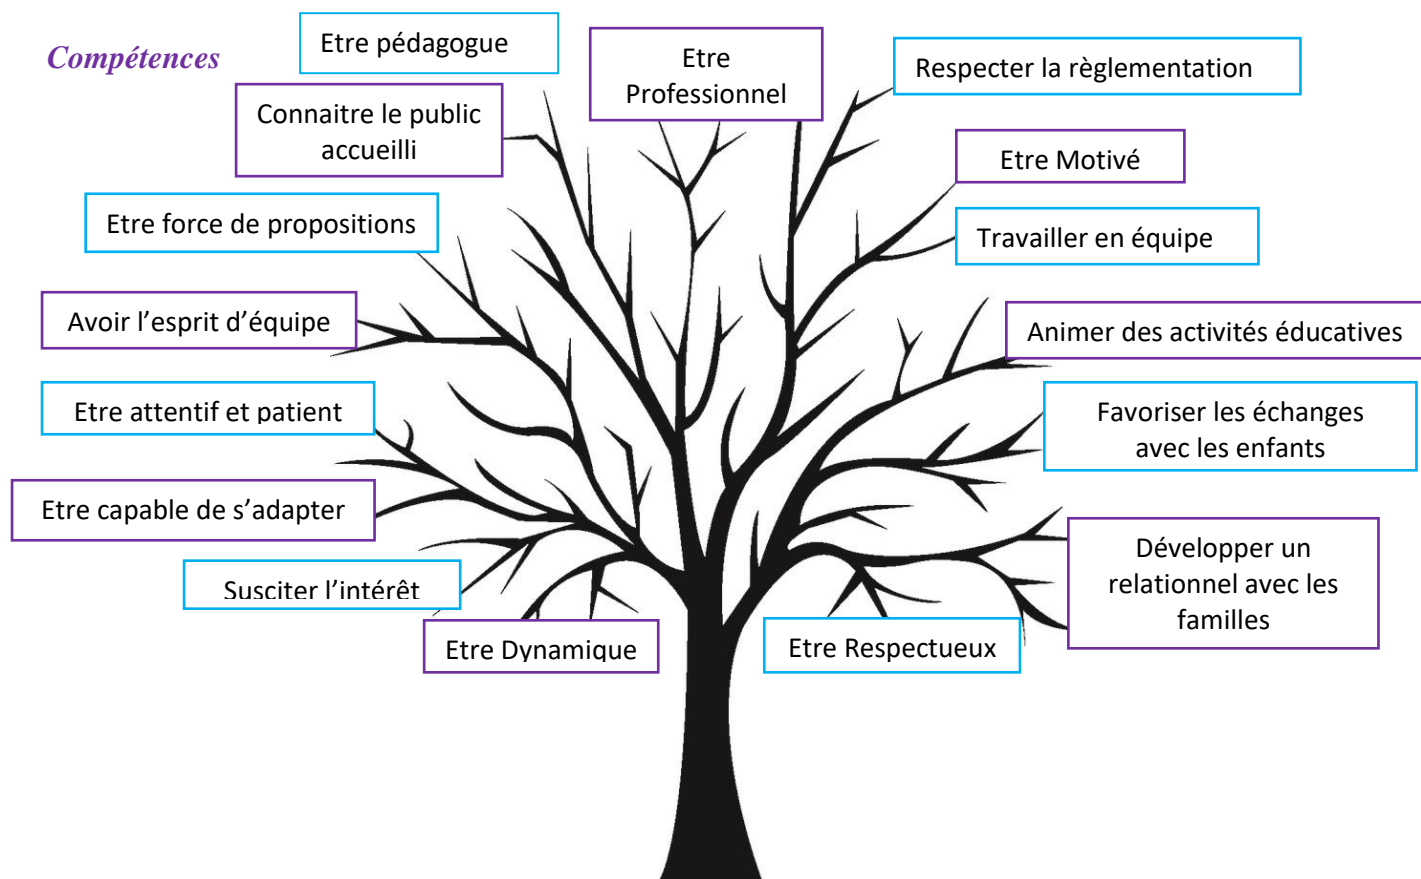 Compétences
Etre pédagogue
Etre
Professionnel
Respecter la règlementation
Connaitre le public
accueilli
Etre Motivé
Etre force de propositions
Travailler en équipe
Avoir l’esprit d’équipe
Animer des activités éducatives
Etre attentif et patient
Favoriser les échanges
avec les enfants
Etre capable de s’adapter
Développer un
relationnel avec les
familles
Susciter l’intérêt
Etre Dynamique
Etre Respectueux